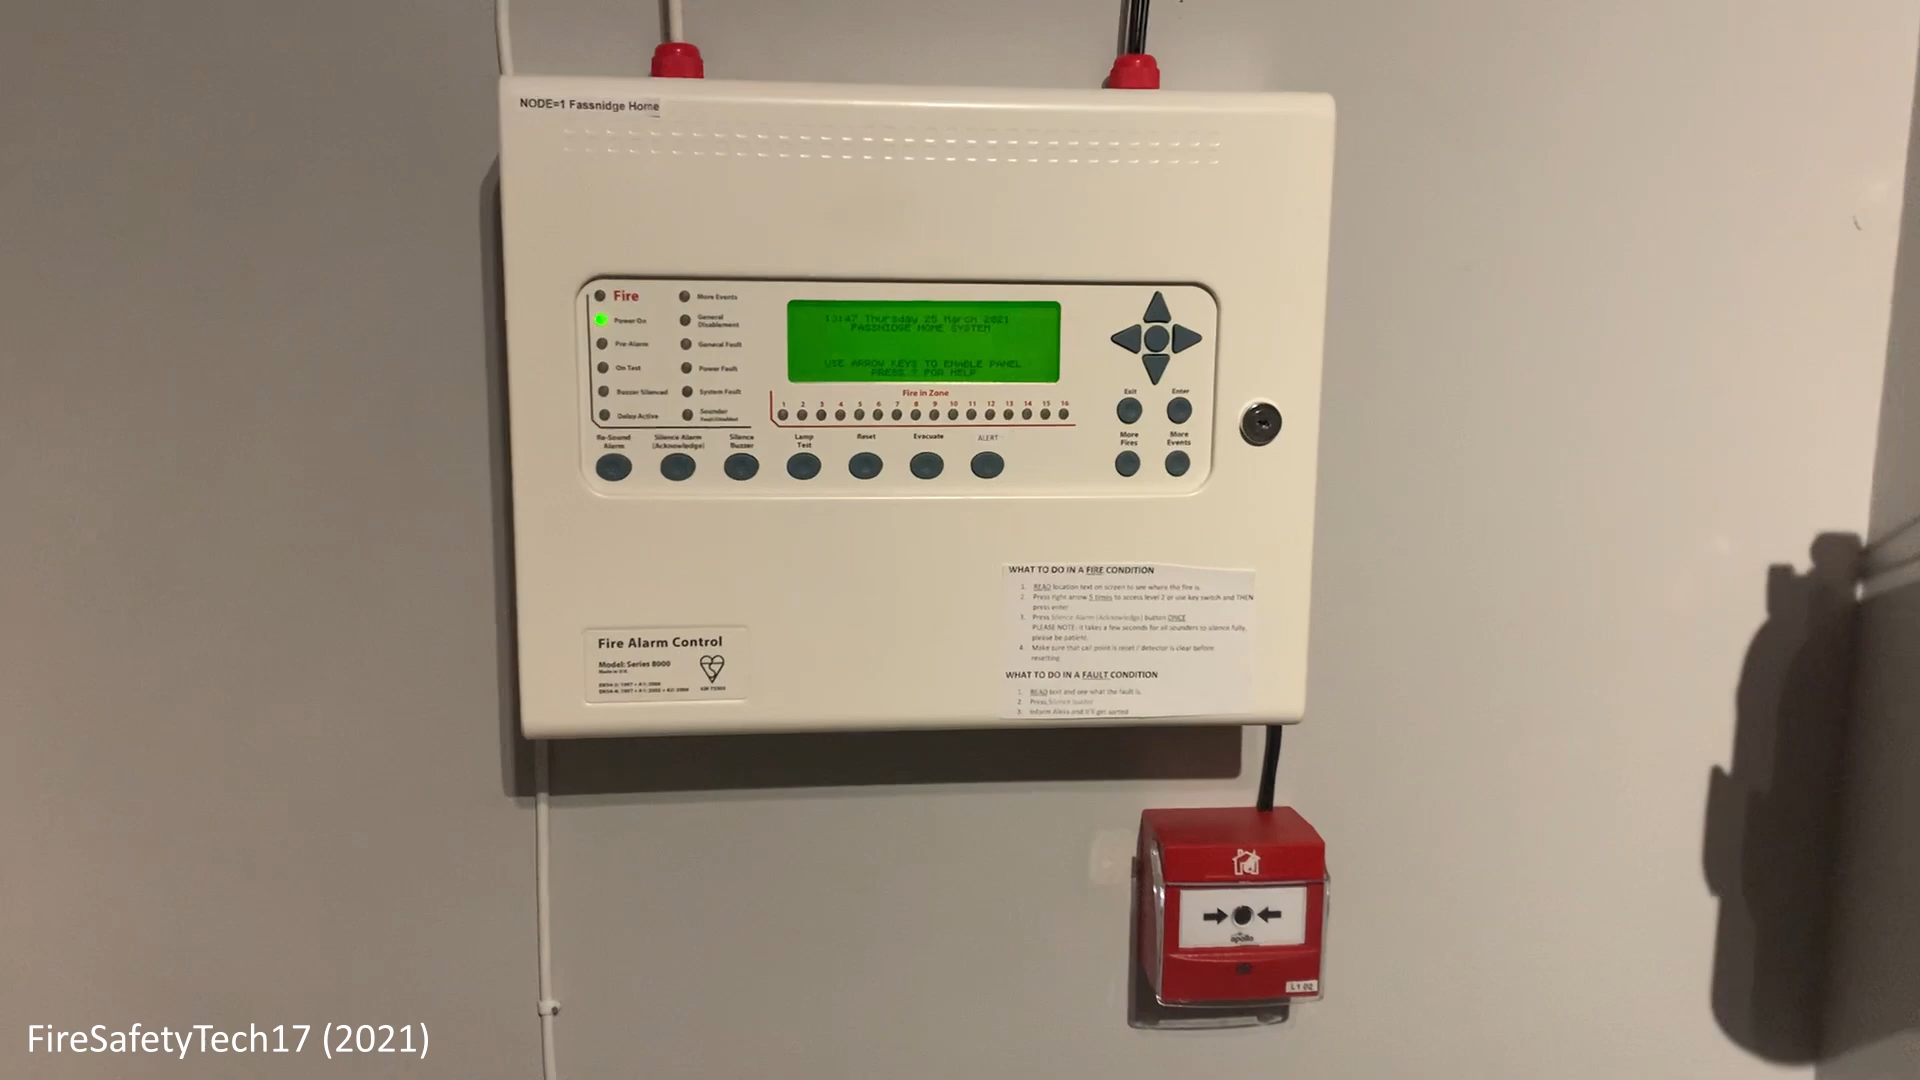 NODE=1 Fassnidge Home
Fire
Power On
Pre-Alarm
On Test
Buzzer Silenced
Delay Active
More Events
General
Disablement
General Fault
Power Fault
System Fault
Sounder
Fault/Disabled
13:47 Thursday 25 March 2021
FASSNIDGE HOME SYSTEM
USE ARROW KEYS TO ENABLE PANEL
PRESS ? FOR HELP
Fire in Zone
1 2 3 4 5 6 7 8 9 10 11 12 13 14 15 16
Re-Sound
Alarm
Silence Alarm
(Acknowledge)
Silence
Buzzer
Lamp
Test
Reset
Evacuate
ALERT
Exit
Enter
More
Fires
More
Events
WHAT TO DO IN A FIRE CONDITION
1. READ location text on screen to see where the fire is
2. Press right arrow 5 times to access level 2 or use key switch and THEN
press enter
3. Press Silence Alarm (Acknowledge) button ONCE
PLEASE NOTE: it takes a few seconds for all sounders to silence fully,
please be patient.
4. Make sure that call point is reset / detector is clear before
resetting
WHAT TO DO IN A FAULT CONDITION
1. READ text and see what the fault is.
2. Press Silence buzzer
3. Inform Alexis and it'll get sorted
Fire Alarm Control
Model: Series 8000
Made in U.K.
apollo
L1 02
FireSafetyTech17 (2021)